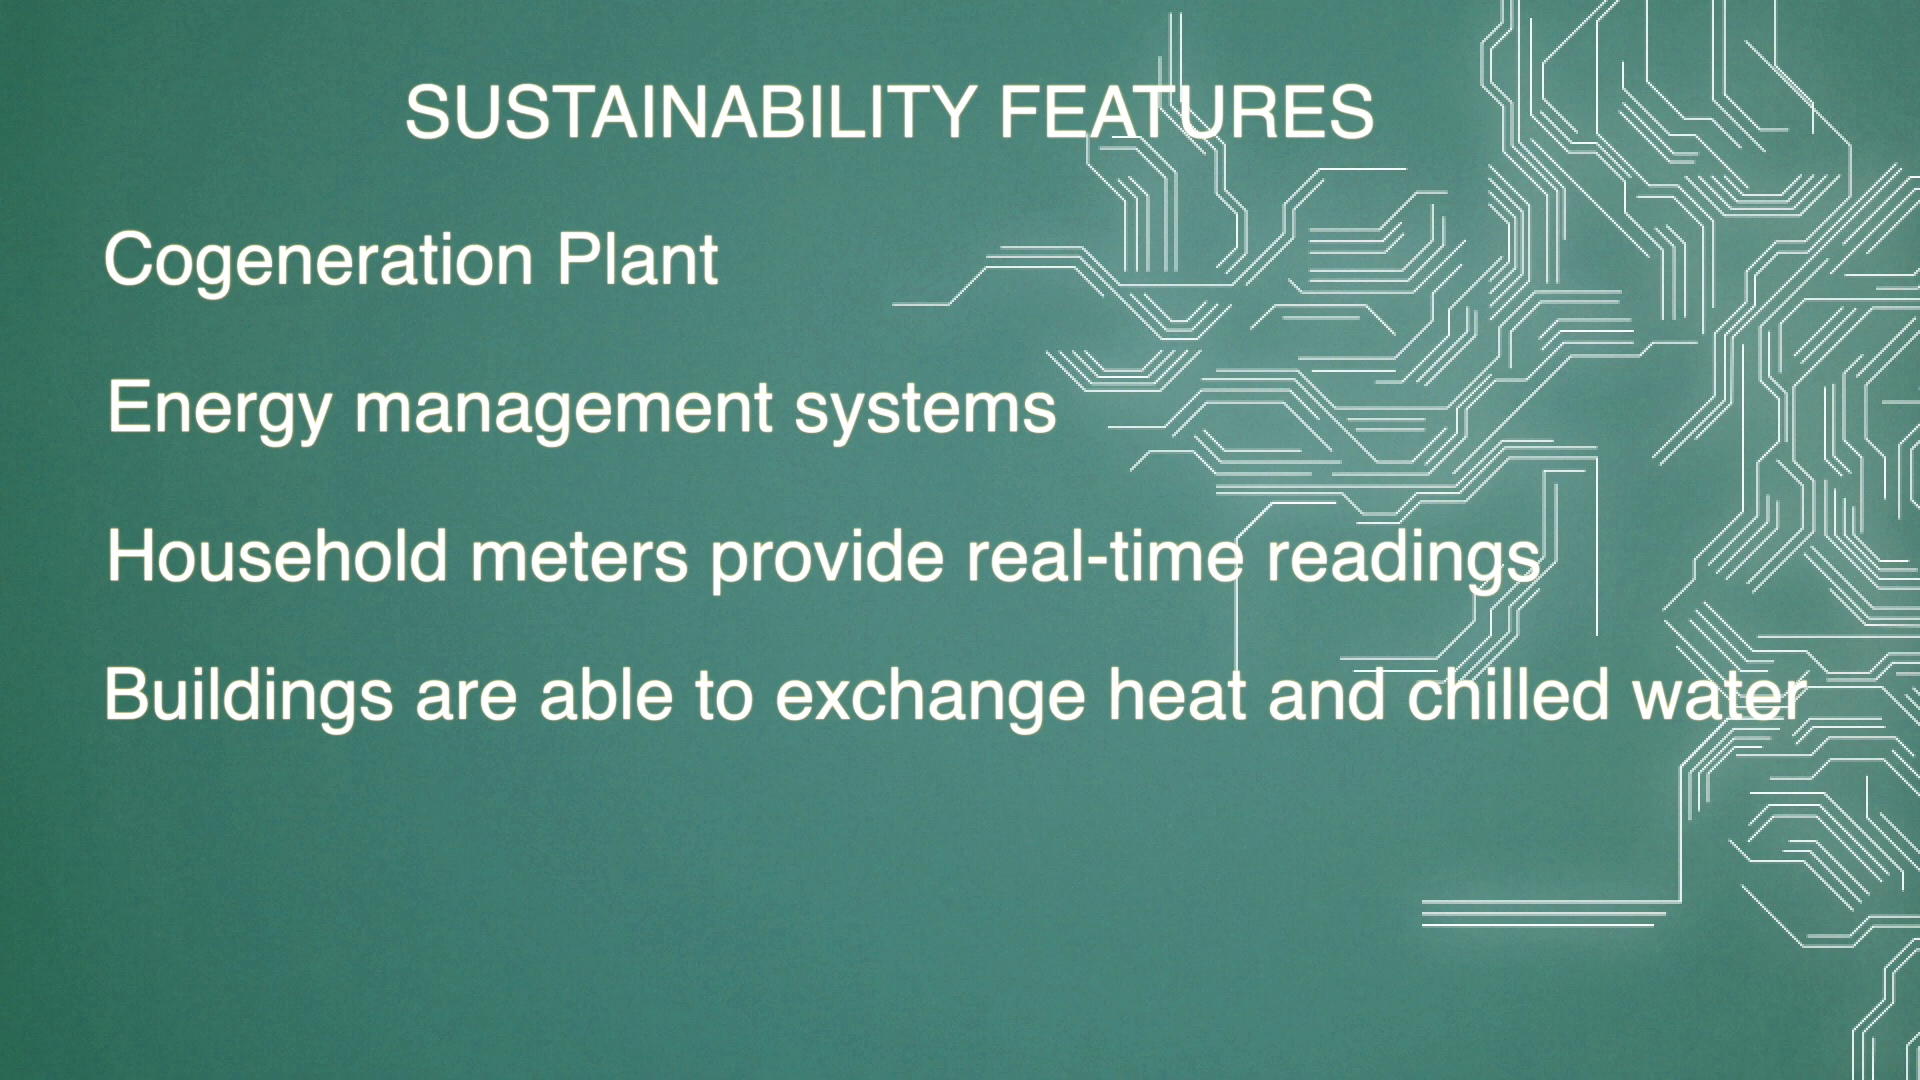 SUSTAINABILITY FEATURES
Cogeneration Plant
Energy management systems
Household meters provide real-time readings
Buildings are able to exchange heat and chilled water